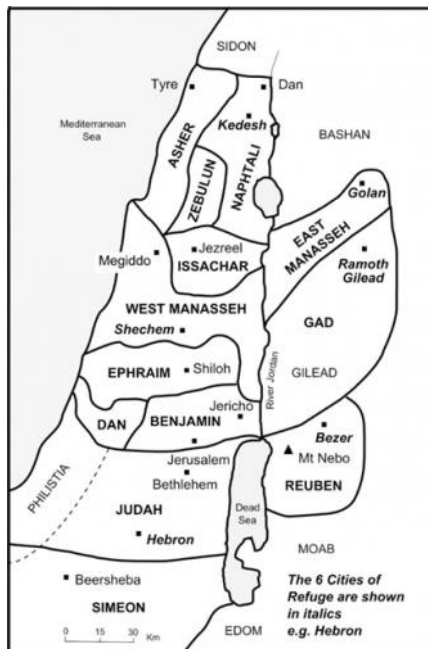 SIDON
Tyre
Dan
Mediterranean
Sea
Kedesh
ASHER
BASHAN
ZEBULUN
NAPHTALI
Golan
EAST
MANASSEH
Jezreel
Megiddo
ISSACHAR
Ramoth
Gilead
WEST MANASSEH
GAD
Shechem
EPHRAIM
Shiloh
GILEAD
River Jordan
DAN
BENJAMIN
Jericho
Bezer
Jerusalem
Mt Nebo
Bethlehem
REUBEN
PHILISTIA
JUDAH
Dead
Sea
Hebron
MOAB
Beersheba
The 6 Cities of
Refuge are shown
in italics
e.g. Hebron
SIMEON
0 15 30
Km
EDOM